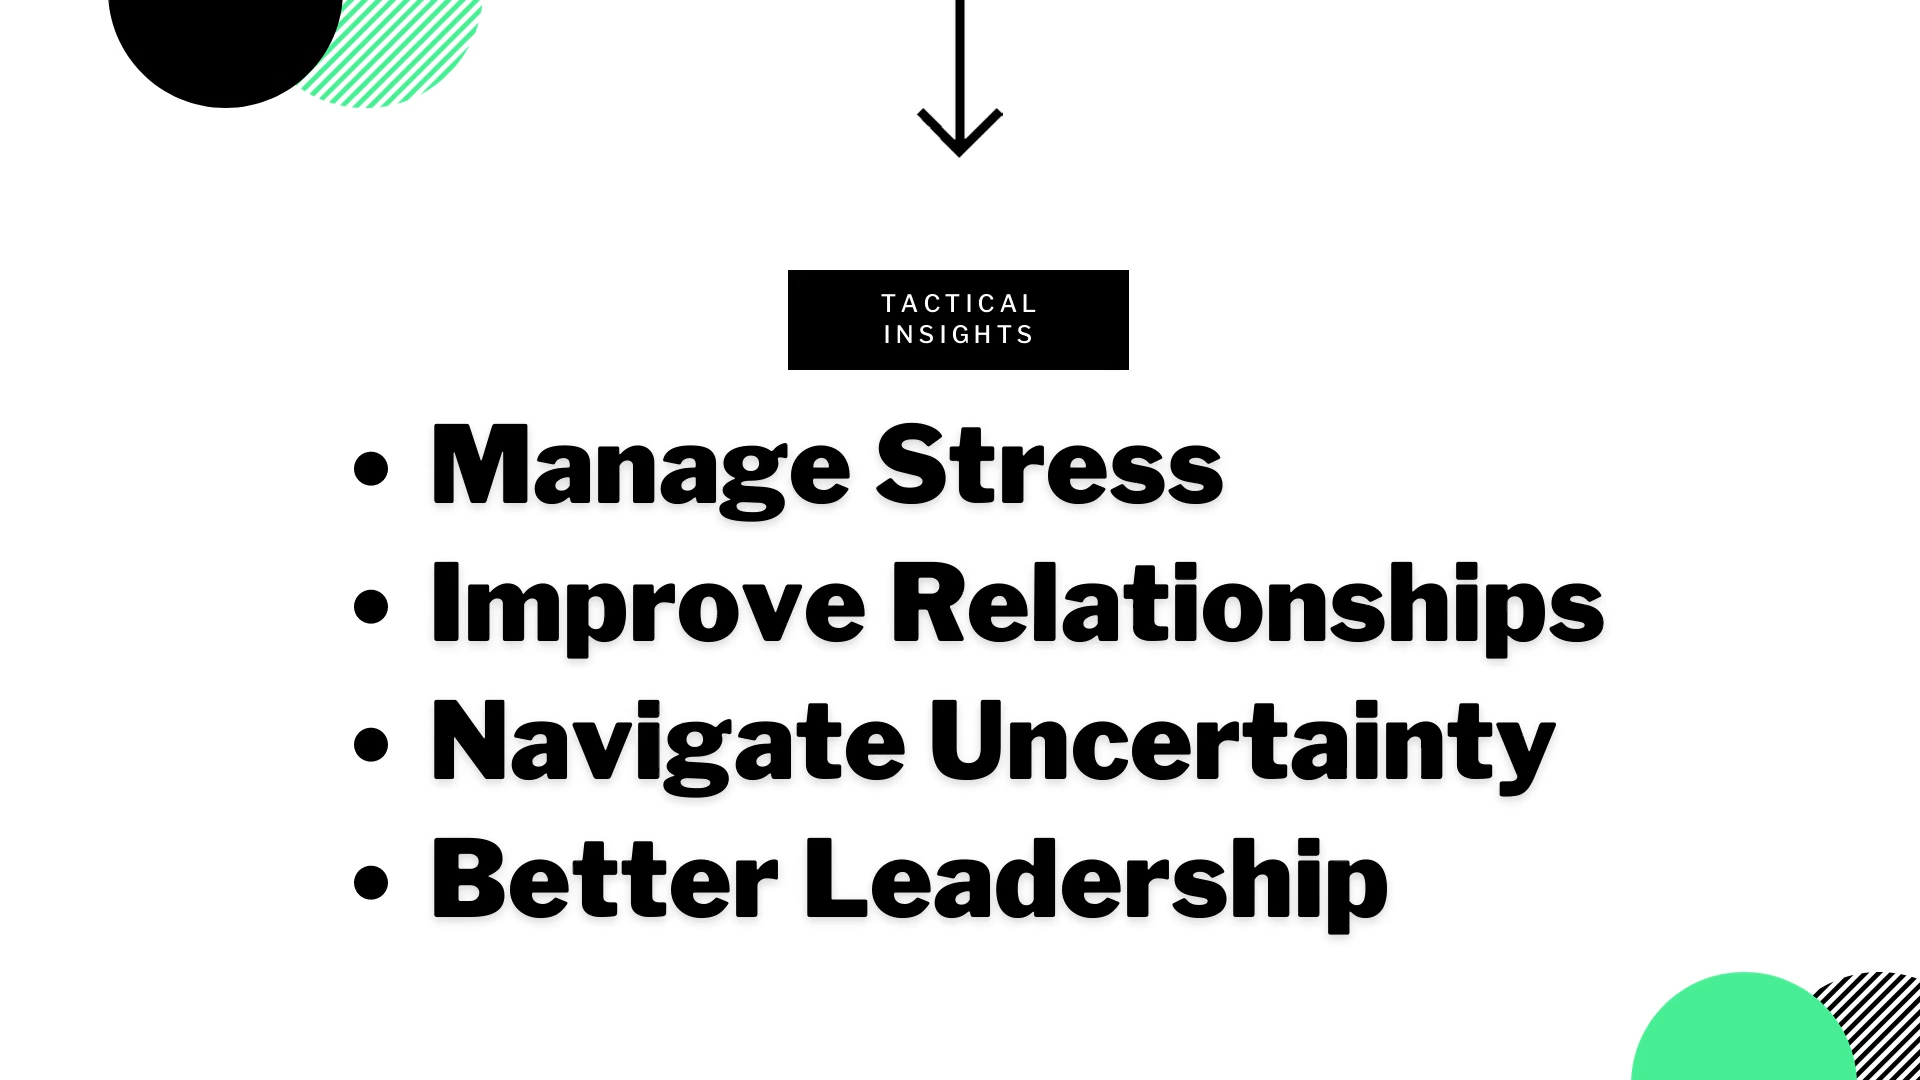 TACTICAL
INSIGHTS
• Manage Stress
• Improve Relationships
• Navigate Uncertainty
• Better Leadership